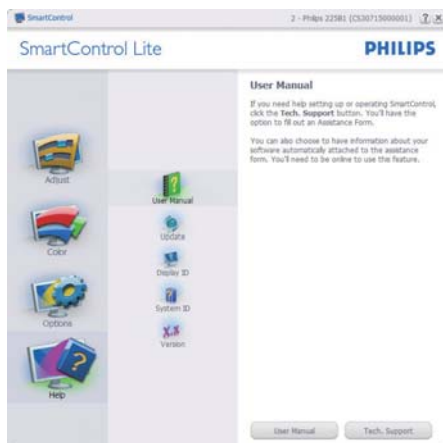 SmartControl
2 - Philips 225B1 (CS30715000001)
? X
SmartControl Lite
PHILIPS
Adjust
Color
Options
Help
User Manual
Update
Display ID
System ID
X.x
Version
User Manual
If you need help setting up or operating SmartControl,
click the Tech. Support button. You'll have the
option to fill out an Assistance Form.
You can also choose to have information about your
software automatically attached to the assistance
form. You'll need to be online to use this feature.
User Manual
Tech. Support